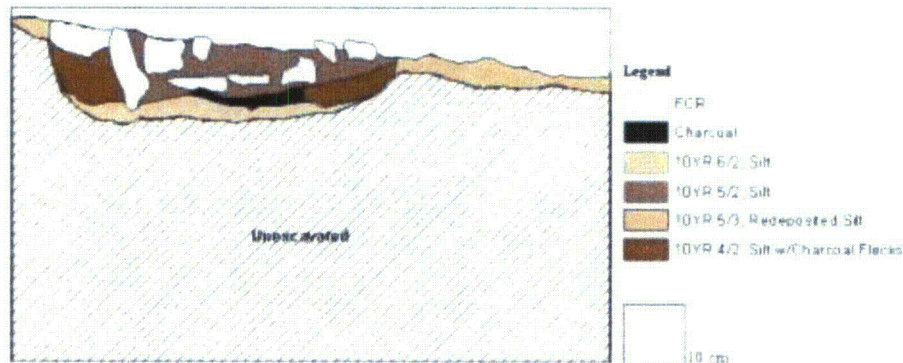 Unexcavated
Legend
FCR
Charcoal
10YR 6/2, Silt
10YR 5/2, Silt
10YR 5/3, Redeposited Silt
10YR 4/2, Silt w/Charcoal Flecks
10 cm